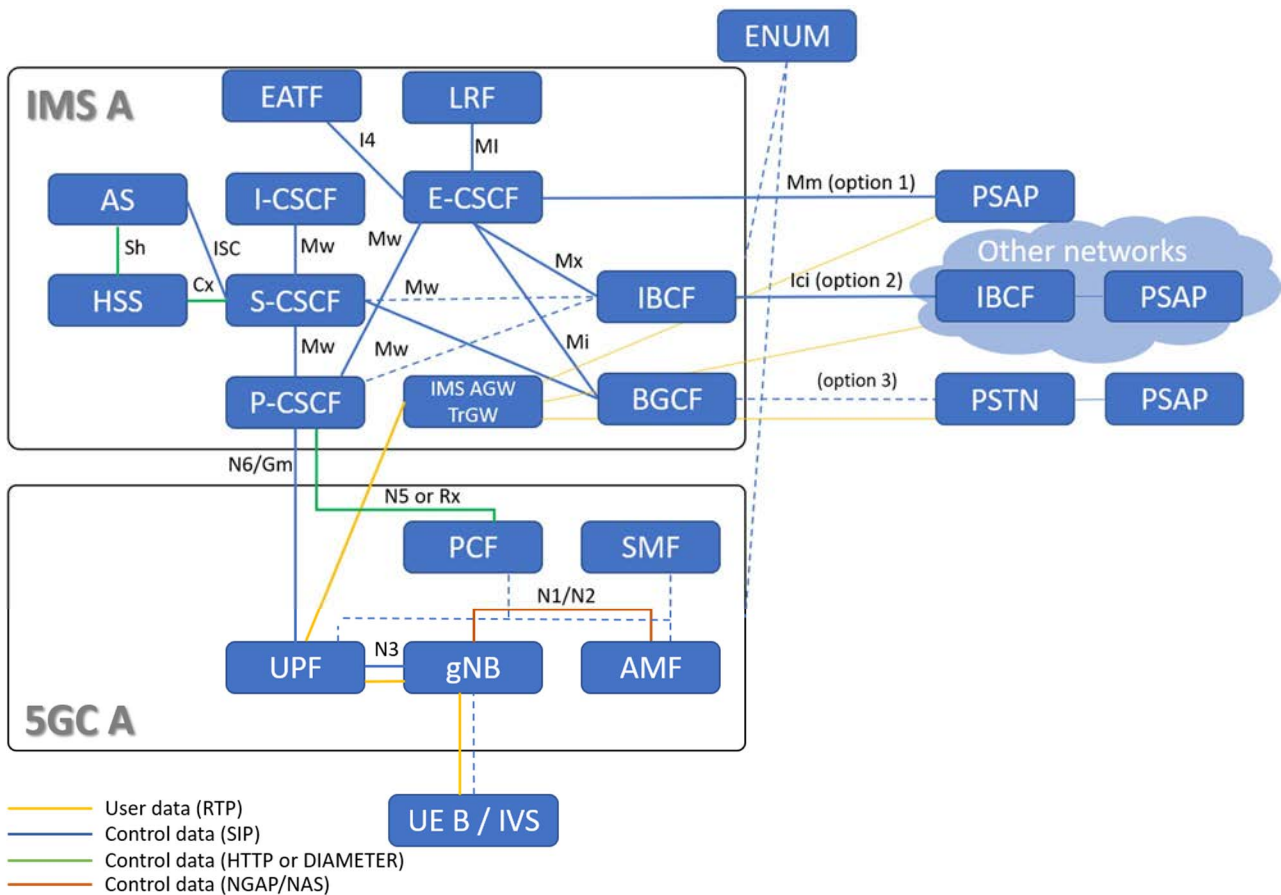 ENUM
IMS A
EATF
LRF
I4
Ml
AS
I-CSCF
E-CSCF
Mm (option 1)
PSAP
Sh
ISC
Mw
Mw
Mx
Other networks
HSS
Cx
S-CSCF
Mw
IBCF
Ici (option 2)
IBCF
PSAP
Mw
Mw
Mi
P-CSCF
IMS AGW
TrGW
BGCF
(option 3)
PSTN
PSAP
N6/Gm
N5 or Rx
PCF
SMF
N1/N2
UPF
N3
gNB
AMF
5GC A
UE B / IVS
User data (RTP)
Control data (SIP)
Control data (HTTP or DIAMETER)
Control data (NGAP/NAS)